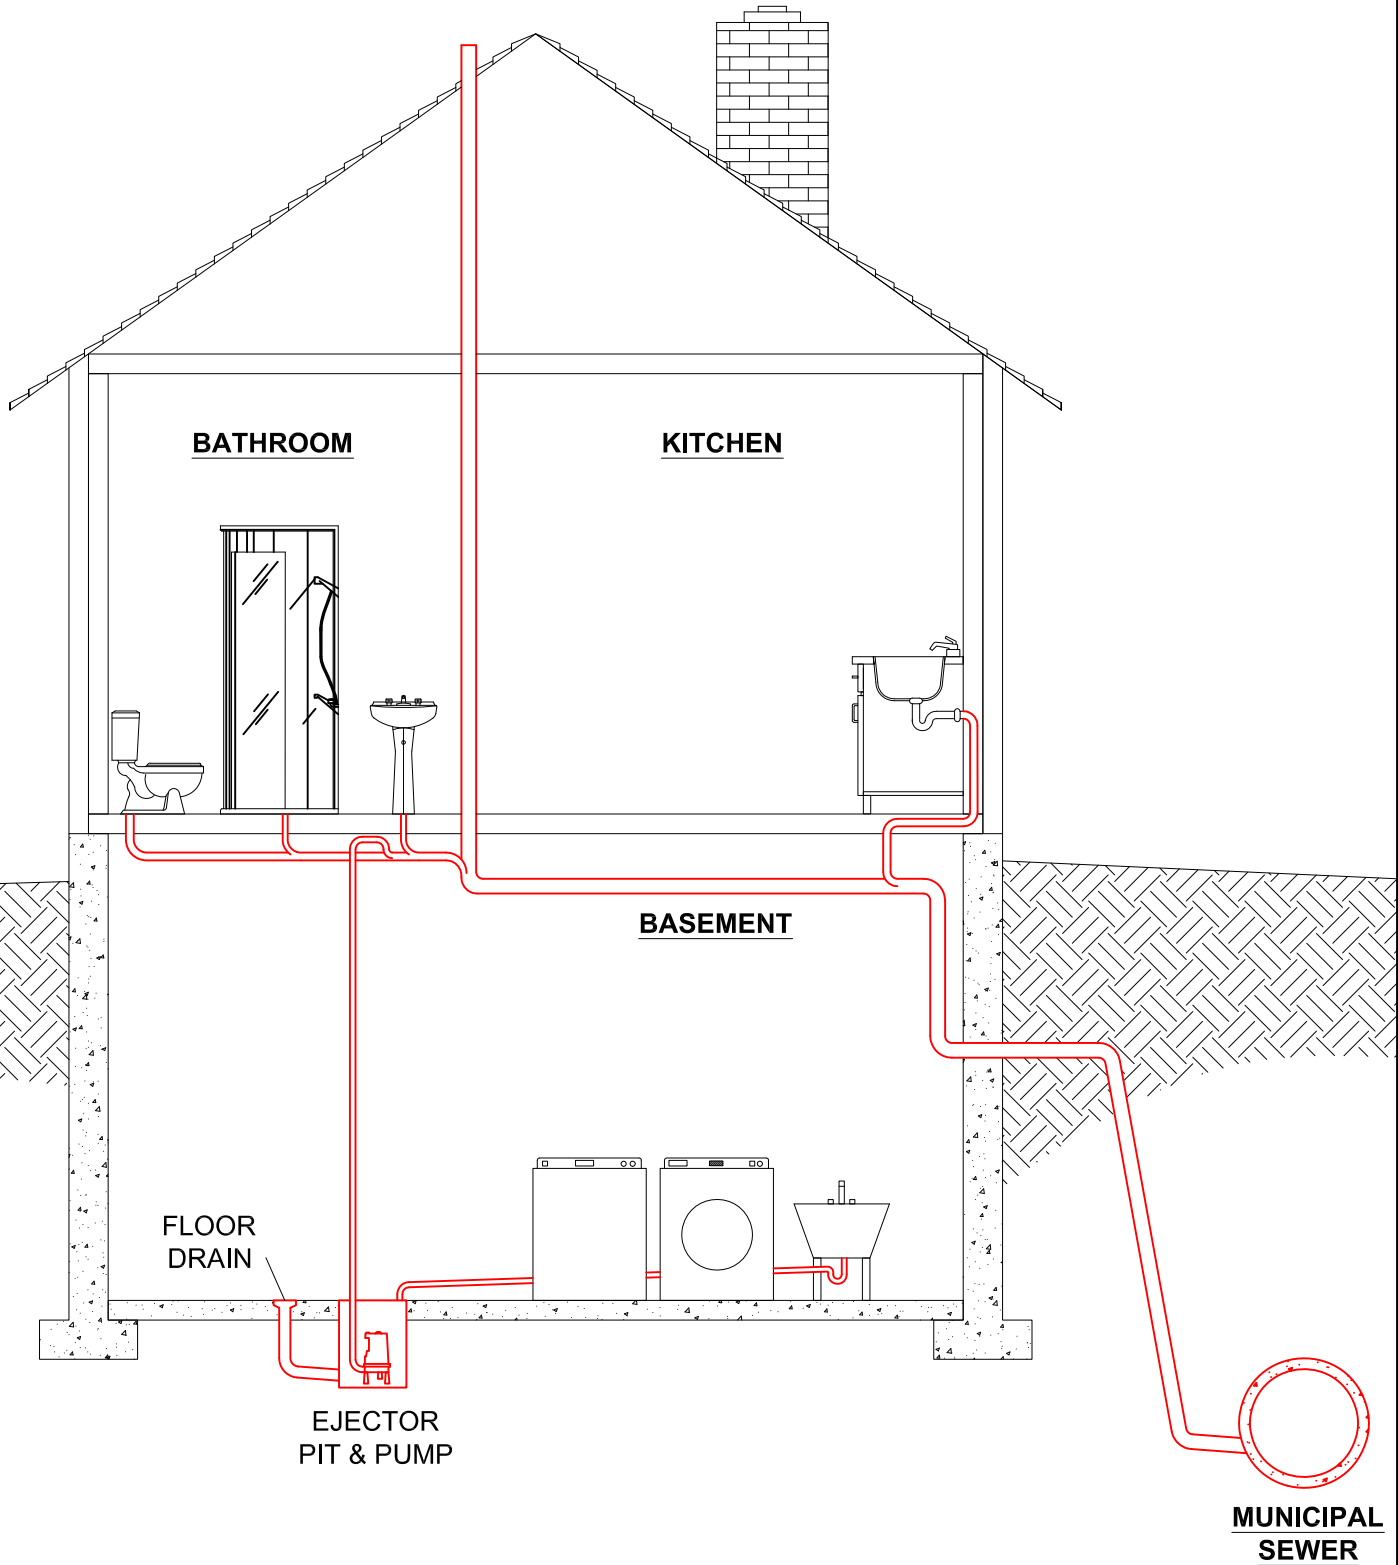 BATHROOM
KITCHEN
BASEMENT
FLOOR
DRAIN
EJECTOR
PIT & PUMP
MUNICIPAL
SEWER